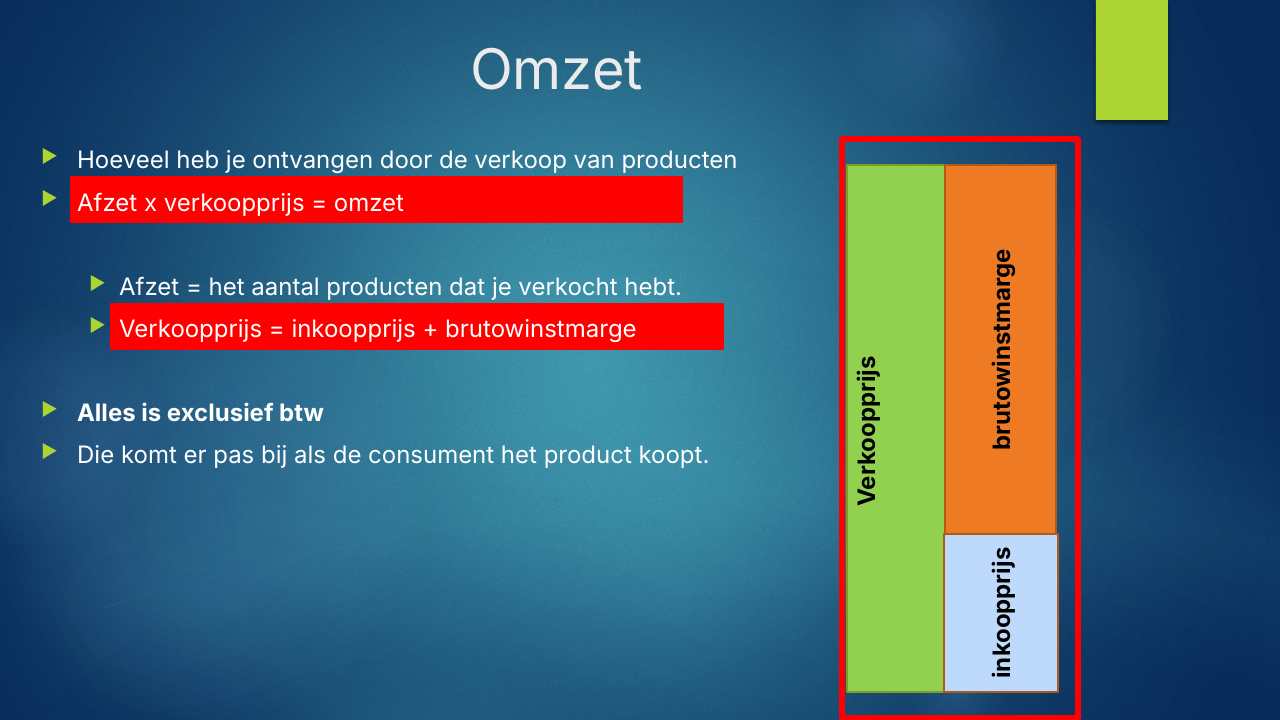 Omzet
Hoeveel heb je ontvangen door de verkoop van producten
Afzet x verkoopprijs = omzet
Afzet = het aantal producten dat je verkocht hebt.
Verkoopprijs = inkoopprijs + brutowinstmarge
Alles is exclusief btw
Die komt er pas bij als de consument het product koopt.
Verkoopprijs
brutowinstmarge
inkoopprijs